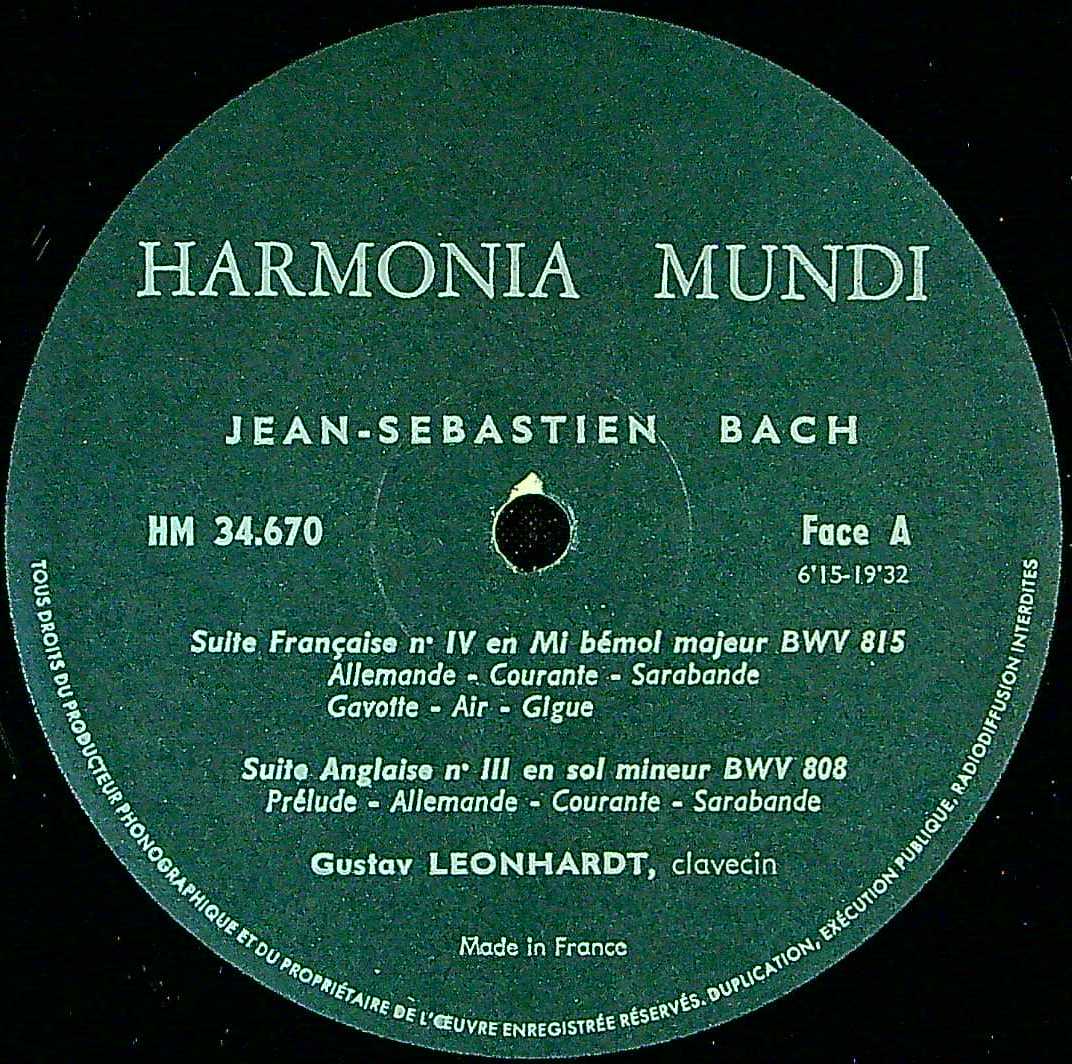 HARMONIA MUNDI
JEAN-SEBASTIEN BACH
HM 34.670
Face A
6'15-19'32
Suite Française n° IV en Mi bémol majeur BWV 815
Allemande - Courante - Sarabande
Gavotte - Air - Gigue
Suite Anglaise n° III en sol mineur BWV 808
Prélude - Allemande - Courante - Sarabande
Gustav LEONHARDT, clavecin
Made in France
TOUS DROITS DU PRODUCTEUR PHONOGRAPHIQUE ET DU PROPRIÉTAIRE DE L'ŒUVRE ENREGISTRÉE RÉSERVÉS. DUPLICATION, EXÉCUTION PUBLIQUE, RADIODIFFUSION INTERDITES